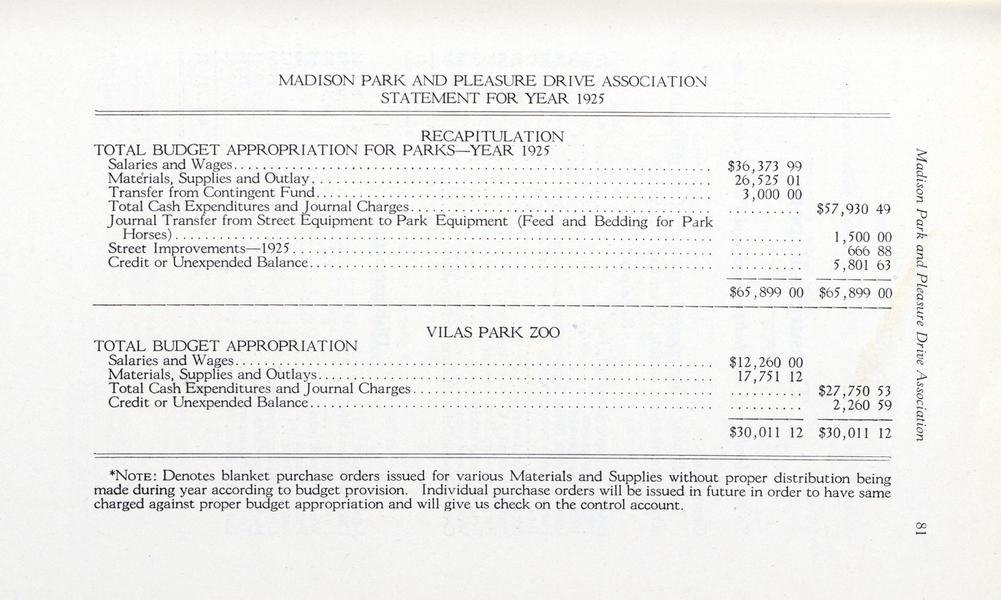 MADISON PARK AND PLEASURE DRIVE ASSOCIATION
STATEMENT FOR YEAR 1925
RECAPITULATION
TOTAL BUDGET APPROPRIATION FOR PARKS—YEAR 1925
Salaries and Wages $36,373 99
Materials, Supplies and Outlay 26,525 01
Transfer from Contingent Fund 3,000 00
Total Cash Expenditures and Journal Charges $57,930 49
Journal Transfer from Street Equipment to Park Equipment (Feed and Bedding for Park
Horses) 1,500 00
Street Improvements—1925 666 88
Credit or Unexpended Balance 5,801 63
$65,899 00 $65,899 00
VILAS PARK ZOO
TOTAL BUDGET APPROPRIATION
Salaries and Wages $12,260 00
Materials, Supplies and Outlays 17,751 12
Total Cash Expenditures and Journal Charges $27,750 53
Credit or Unexpended Balance 2,260 59
$30,011 12 $30,011 12
*NOTE: Denotes blanket purchase orders issued for various Materials and Supplies without proper distribution being
made during year according to budget provision. Individual purchase orders will be issued in future in order to have same
charged against proper budget appropriation and will give us check on the control account.
Madison Park and Pleasure Drive Association
81